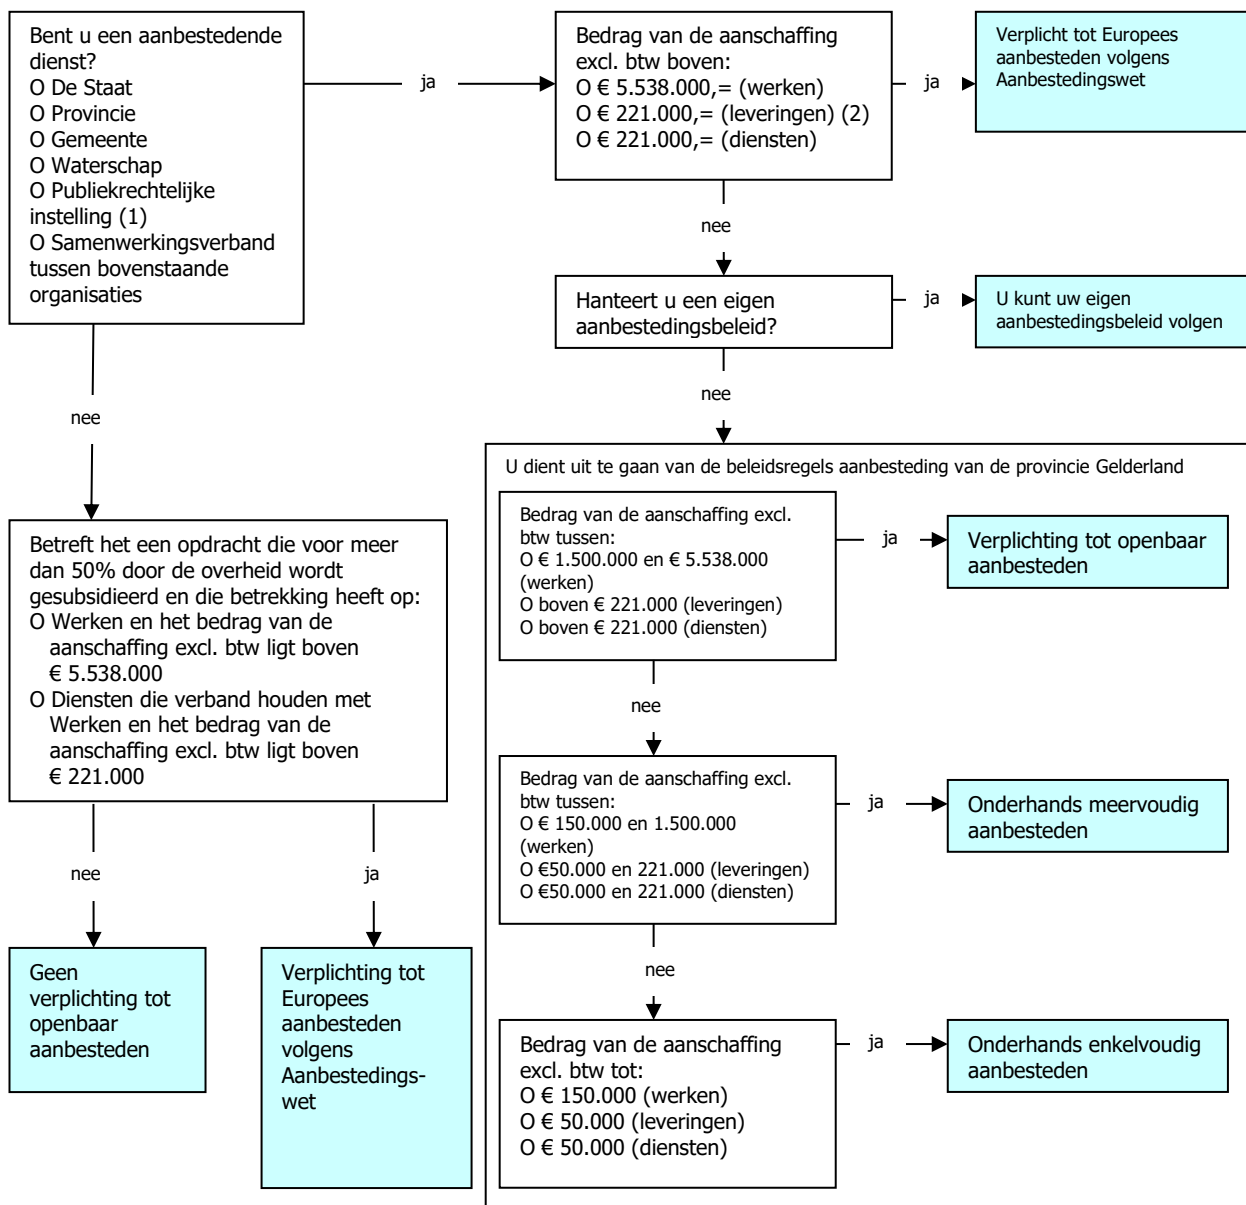 Bent u een aanbestedende
dienst?
O De Staat
O Provincie
O Gemeente
O Waterschap
O Publiekrechtelijke
instelling (1)
O Samenwerkingsverband
tussen bovenstaande
organisaties
ja
Bedrag van de aanschaffing
excl. btw boven:
O € 5.538.000,= (werken)
O € 221.000,= (leveringen) (2)
O € 221.000,= (diensten)
ja
Verplicht tot Europees
aanbesteden volgens
Aanbestedingswet
nee
Hanteert u een eigen
aanbestedingsbeleid?
ja
U kunt uw eigen
aanbestedingsbeleid volgen
nee
nee
U dient uit te gaan van de beleidsregels aanbesteding van de provincie Gelderland
Bedrag van de aanschaffing excl.
btw tussen:
O € 1.500.000 en € 5.538.000
(werken)
O boven € 221.000 (leveringen)
O boven € 221.000 (diensten)
ja
Verplichting tot openbaar
aanbesteden
Betreft het een opdracht die voor meer
dan 50% door de overheid wordt
gesubsidieerd en die betrekking heeft op:
O Werken en het bedrag van de
aanschaffing excl. btw ligt boven
€ 5.538.000
O Diensten die verband houden met
Werken en het bedrag van de
aanschaffing excl. btw ligt boven
€ 221.000
nee
Bedrag van de aanschaffing excl.
btw tussen:
O € 150.000 en 1.500.000
(werken)
O €50.000 en 221.000 (leveringen)
O €50.000 en 221.000 (diensten)
ja
Onderhands meervoudig
aanbesteden
nee
ja
nee
Geen
verplichting tot
openbaar
aanbesteden
Verplichting tot
Europees
aanbesteden
volgens
Aanbestedings-
wet
Bedrag van de aanschaffing
excl. btw tot:
O € 150.000 (werken)
O € 50.000 (leveringen)
O € 50.000 (diensten)
ja
Onderhands enkelvoudig
aanbesteden